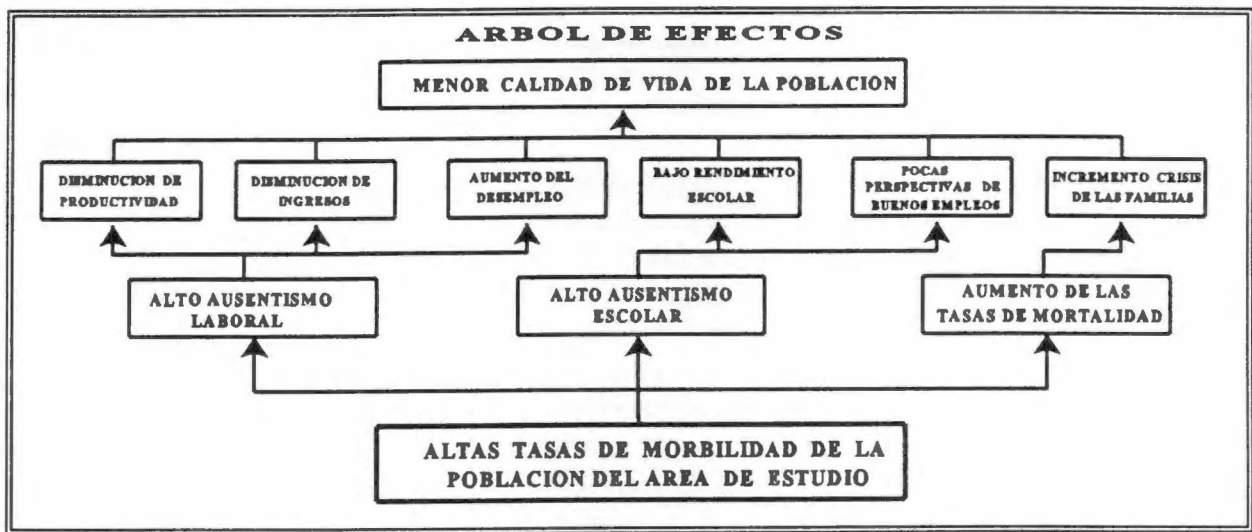 ARBOL DE EFECTOS
MENOR CALIDAD DE VIDA DE LA POBLACION
DISMINUCION DE
PRODUCTIVIDAD
DISMINUCION DE
INGRESOS
AUMENTO DEL
DESEMPLEO
BAJO RENDIMIENTO
ESCOLAR
POCAS
PERSPECTIVAS DE
BUENOS EMPLEOS
INCREMENTO CRISIS
DE LAS FAMILIAS
ALTO AUSENTISMO
LABORAL
ALTO AUSENTISMO
ESCOLAR
AUMENTO DE LAS
TASAS DE MORTALIDAD
ALTAS TASAS DE MORBILIDAD DE LA
POBLACION DEL AREA DE ESTUDIO